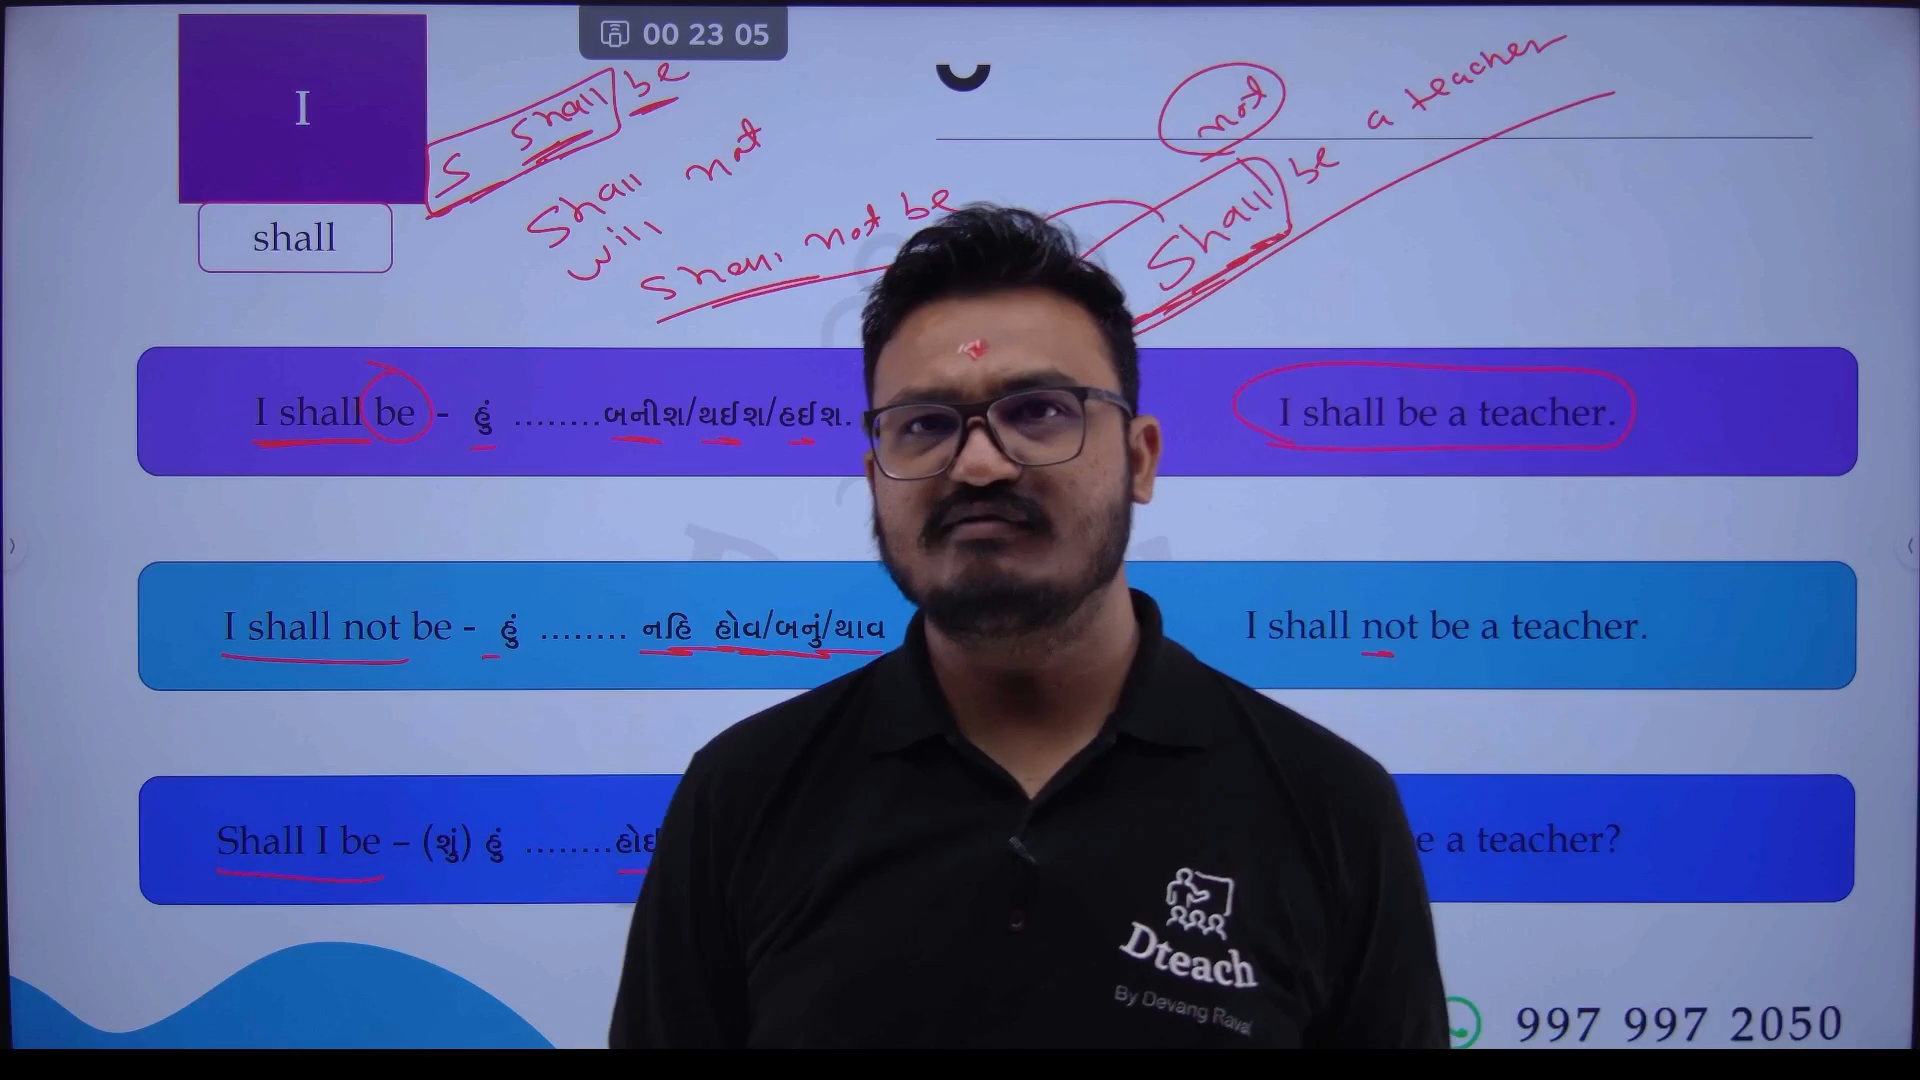 00 23 05
I
shall
S shall be
shall not
will
shall not be
not
shall be a teacher
I shall be - હું ........બનીશ/થઈશ/હઈશ.
I shall be a teacher.
I shall not be - હું ........ નહિ હોવ/બનું/થાવ
I shall not be a teacher.
Shall I be – (શું) હું ........હોઇ
e a teacher?
Dteach
By Devang Raval
997 997 2050